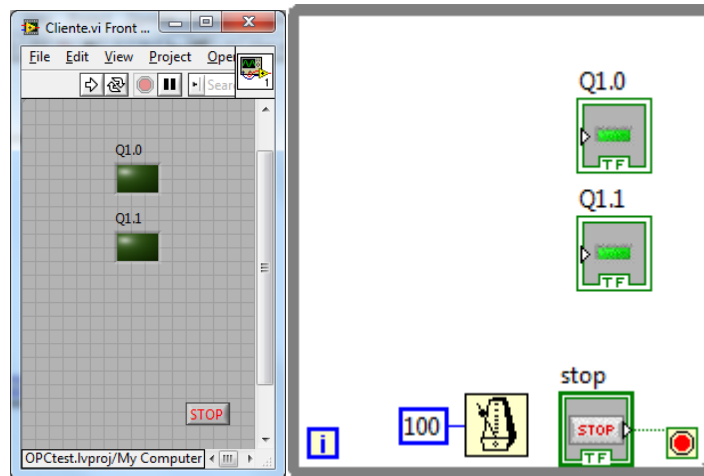 Cliente.vi Front ...
File Edit View Project Oper
Sear
1
Q1.0
Q1.1
STOP
OPCtest.lvproj/My Computer
Q1.0
TF
Q1.1
TF
stop
100
STOP
TF
i